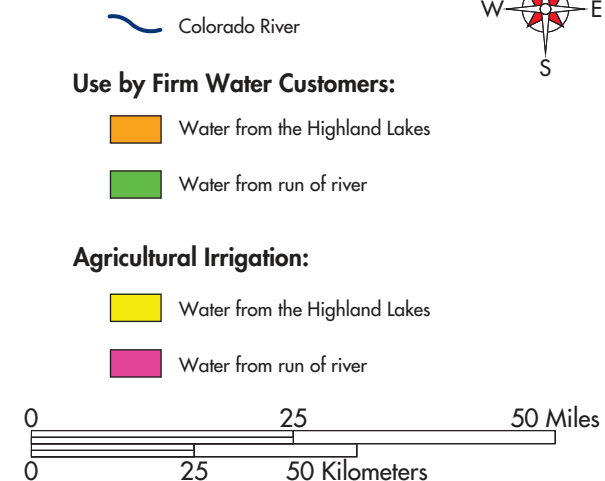 W E
Colorado River
S
Use by Firm Water Customers:
Water from the Highland Lakes
Water from run of river
Agricultural Irrigation:
Water from the Highland Lakes
Water from run of river
0 25 50 Miles
0 25 50 Kilometers